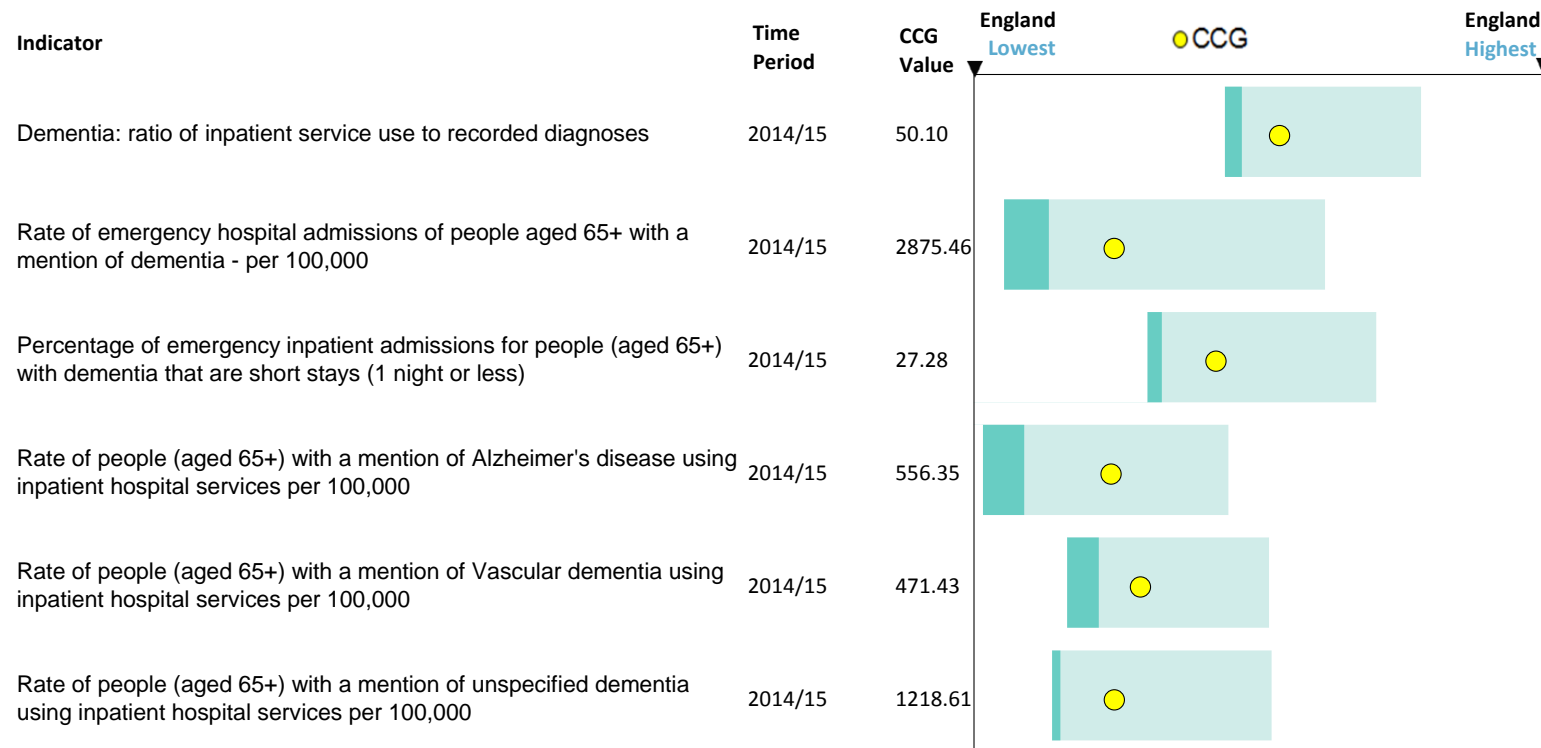 Indicator
Time
Period
CCG
Value
England
Lowest
CCG
England
Highest
Dementia: ratio of inpatient service use to recorded diagnoses
2014/15
50.10
Rate of emergency hospital admissions of people aged 65+ with a
mention of dementia - per 100,000
2014/15
2875.46
Percentage of emergency inpatient admissions for people (aged 65+)
with dementia that are short stays (1 night or less)
2014/15
27.28
Rate of people (aged 65+) with a mention of Alzheimer's disease using
inpatient hospital services per 100,000
2014/15
556.35
Rate of people (aged 65+) with a mention of Vascular dementia using
inpatient hospital services per 100,000
2014/15
471.43
Rate of people (aged 65+) with a mention of unspecified dementia
using inpatient hospital services per 100,000
2014/15
1218.61